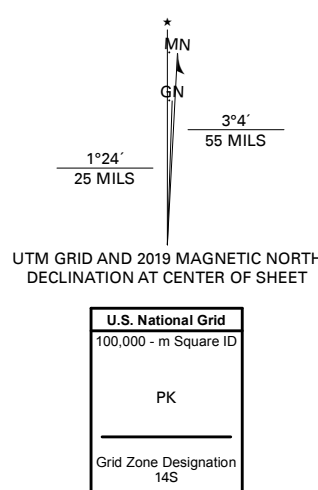 ★
MN
GN
3°4´
55 MILS
1°24´
25 MILS
UTM GRID AND 2019 MAGNETIC NORTH
DECLINATION AT CENTER OF SHEET
U.S. National Grid
100,000 - m Square ID
PK
Grid Zone Designation
14S